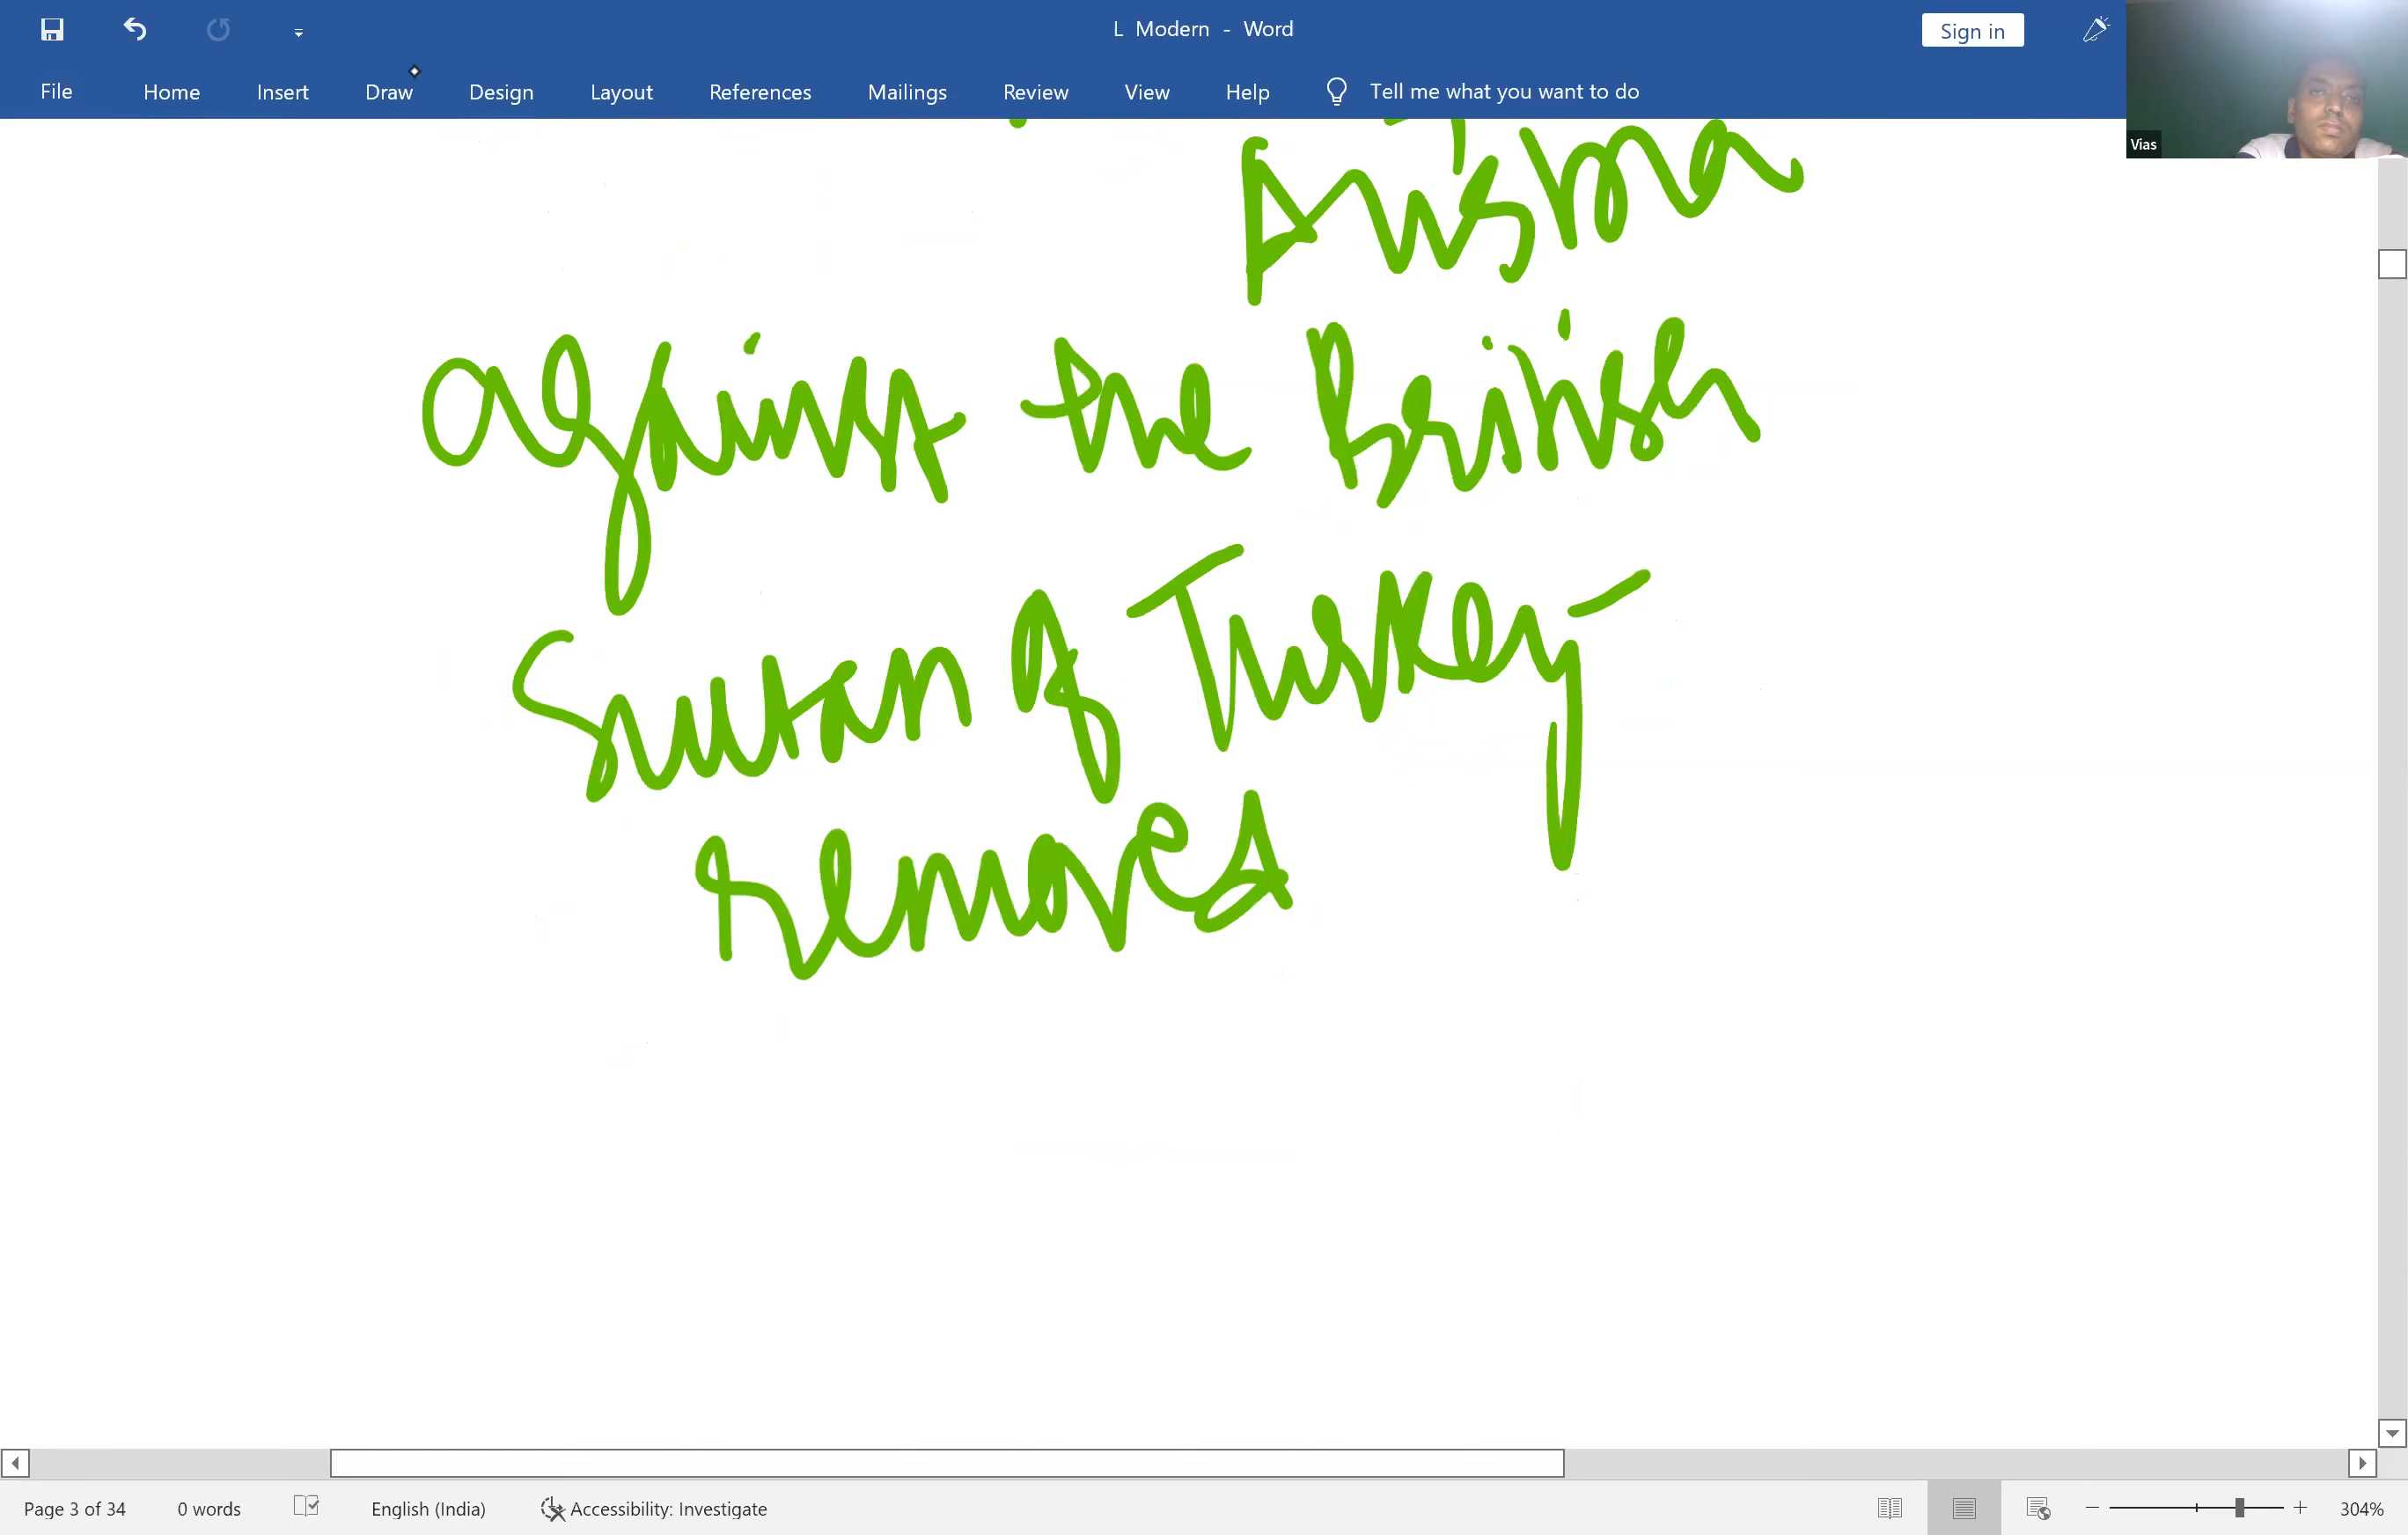 L Modern - Word
Sign in
File Home Insert Draw Design Layout References Mailings Review View Help Tell me what you want to do
Vias
Austria
against the British
Sultan of Turkey -
removed
Page 3 of 34 0 words English (India) Accessibility: Investigate 304%